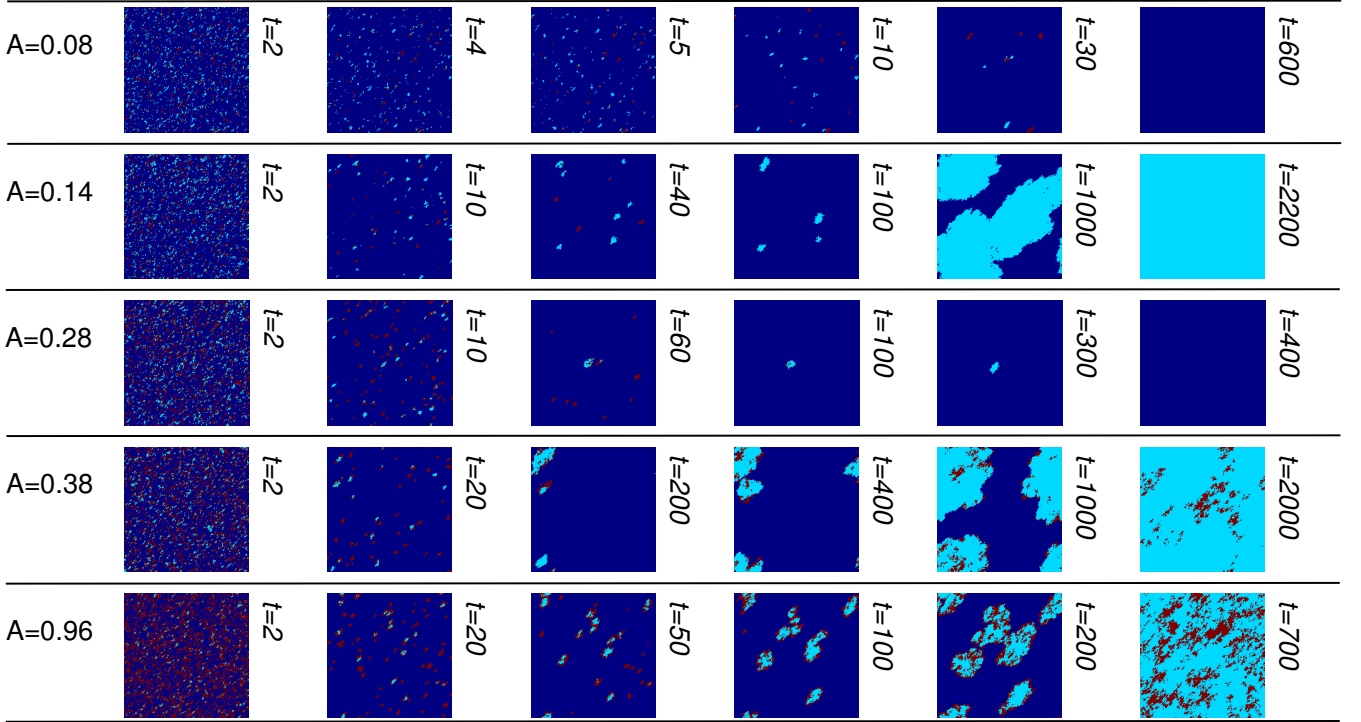 A=0.08 t=2 t=4 t=5 t=10 t=30 t=600
A=0.14 t=2 t=10 t=40 t=100 t=1000 t=2200
A=0.28 t=2 t=10 t=60 t=100 t=300 t=400
A=0.38 t=2 t=20 t=200 t=400 t=1000 t=2000
A=0.96 t=2 t=20 t=50 t=100 t=200 t=700